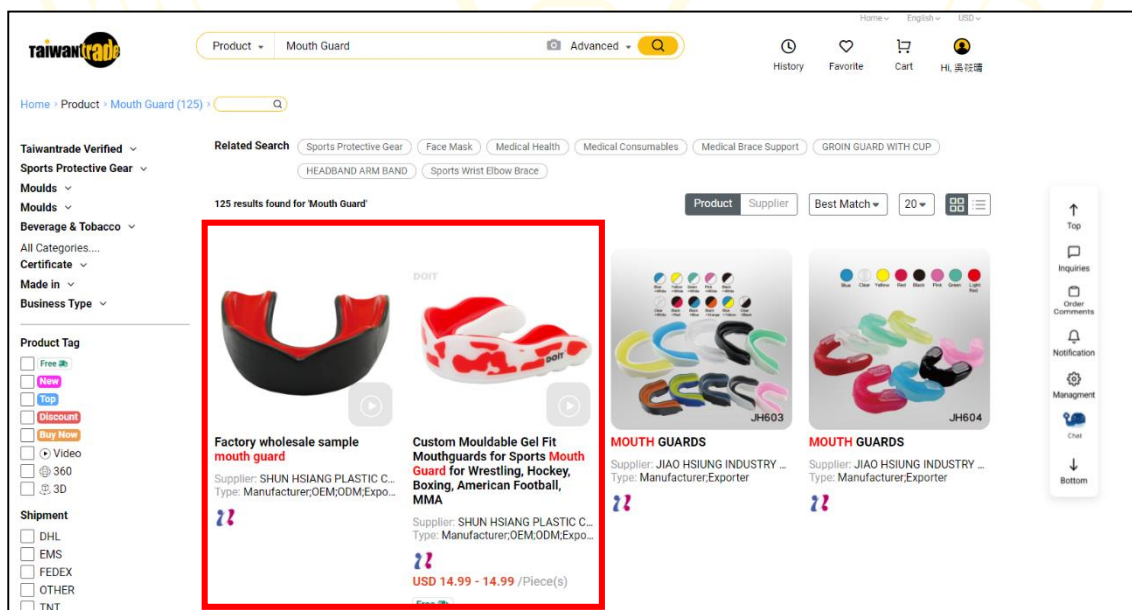 Home English USD
Taiwantrade
Product Mouth Guard Advanced
History Favorite Cart Hi, 吳筱晴
Home > Product > Mouth Guard (125) >
Taiwantrade Verified
Sports Protective Gear
Moulds
Moulds
Beverage & Tobacco
All Categories....
Certificate
Made in
Business Type
Product Tag
Free
New
Top
Discount
Buy Now
Video
360
3D
Shipment
DHL
EMS
FEDEX
OTHER
TNT
Related Search Sports Protective Gear Face Mask Medical Health Medical Consumables Medical Brace Support GROIN GUARD WITH CUP
HEADBAND ARM BAND Sports Wrist Elbow Brace
125 results found for 'Mouth Guard' Product Supplier Best Match 20
Factory wholesale sample
mouth guard
Supplier: SHUN HSIANG PLASTIC C...
Type: Manufacturer;OEM;ODM;Expo...
DOIT
DOIT
Custom Mouldable Gel Fit
Mouthguards for Sports Mouth
Guard for Wrestling, Hockey,
Boxing, American Football,
MMA
Supplier: SHUN HSIANG PLASTIC C...
Type: Manufacturer;OEM;ODM;Expo...
USD 14.99 - 14.99 /Piece(s)
Free
JH603
MOUTH GUARDS
Supplier: JIAO HSIUNG INDUSTRY ...
Type: Manufacturer;Exporter
Blue Clear Yellow Red Black Pink Green Light
Red
JH604
MOUTH GUARDS
Supplier: JIAO HSIUNG INDUSTRY ...
Type: Manufacturer;Exporter
Top
Inquiries
Order
Comments
Notification
Managment
Chat
Bottom